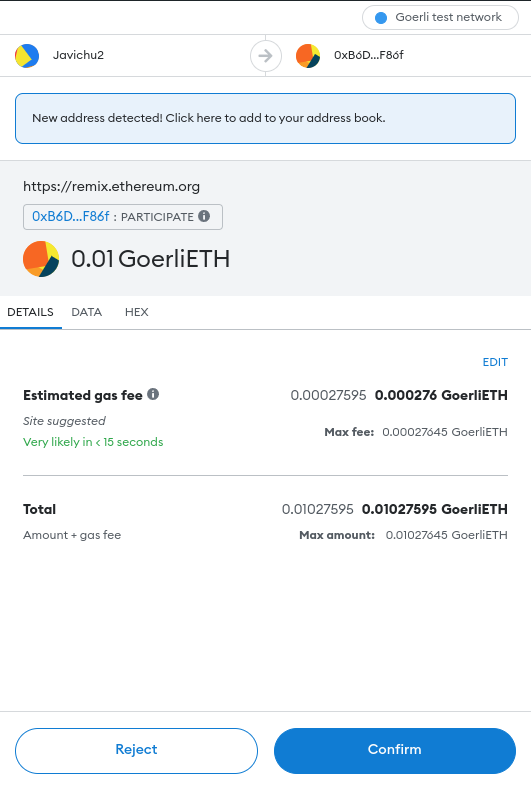 Goerli test network
Javichu2
0xB6D...F86f
New address detected! Click here to add to your address book.
https://remix.ethereum.org
0xB6D...F86f : PARTICIPATE
0.01 GoerliETH
DETAILS DATA HEX
EDIT
Estimated gas fee 0.00027595 0.000276 GoerliETH
Site suggested
Max fee: 0.00027645 GoerliETH
Very likely in < 15 seconds
Total 0.01027595 0.01027595 GoerliETH
Amount + gas fee Max amount: 0.01027645 GoerliETH
Reject Confirm